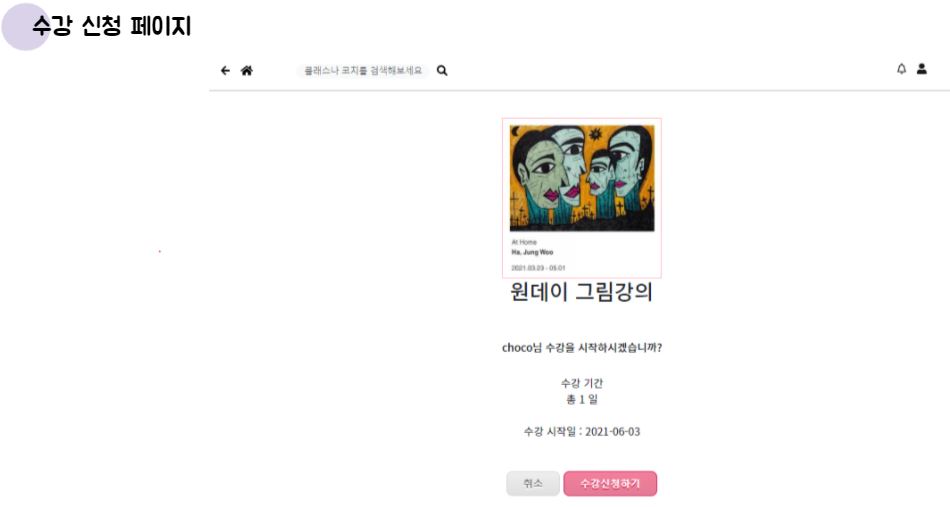 수강 신청 페이지
클래스나 코치를 검색해보세요
At Home
Ha, Jung Woo
2021.03.23 - 05.01
원데이 그림강의
choco님 수강을 시작하시겠습니까?
수강 기간
총 1 일
수강 시작일 : 2021-06-03
취소 수강신청하기